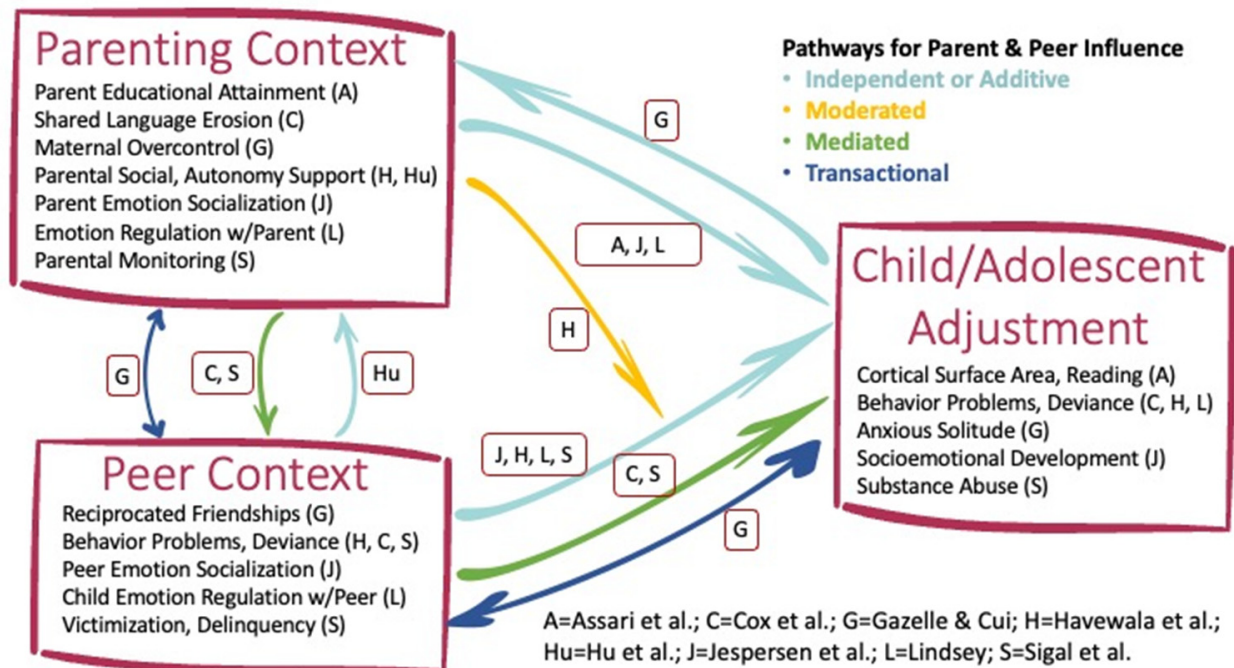 Parenting Context
Parent Educational Attainment (A)
Shared Language Erosion (C)
Maternal Overcontrol (G)
Parental Social, Autonomy Support (H, Hu)
Parent Emotion Socialization (J)
Emotion Regulation w/Parent (L)
Parental Monitoring (S)
Pathways for Parent & Peer Influence
• Independent or Additive
• Moderated
• Mediated
• Transactional
G
A, J, L
H
G
C, S
Hu
Child/Adolescent
Adjustment
Cortical Surface Area, Reading (A)
Behavior Problems, Deviance (C, H, L)
Anxious Solitude (G)
Socioemotional Development (J)
Substance Abuse (S)
Peer Context
Reciprocated Friendships (G)
Behavior Problems, Deviance (H, C, S)
Peer Emotion Socialization (J)
Child Emotion Regulation w/Peer (L)
Victimization, Delinquency (S)
J, H, L, S
C, S
G
A=Assari et al.; C=Cox et al.; G=Gazelle & Cui; H=Havewala et al.;
Hu=Hu et al.; J=Jespersen et al.; L=Lindsey; S=Sigal et al.